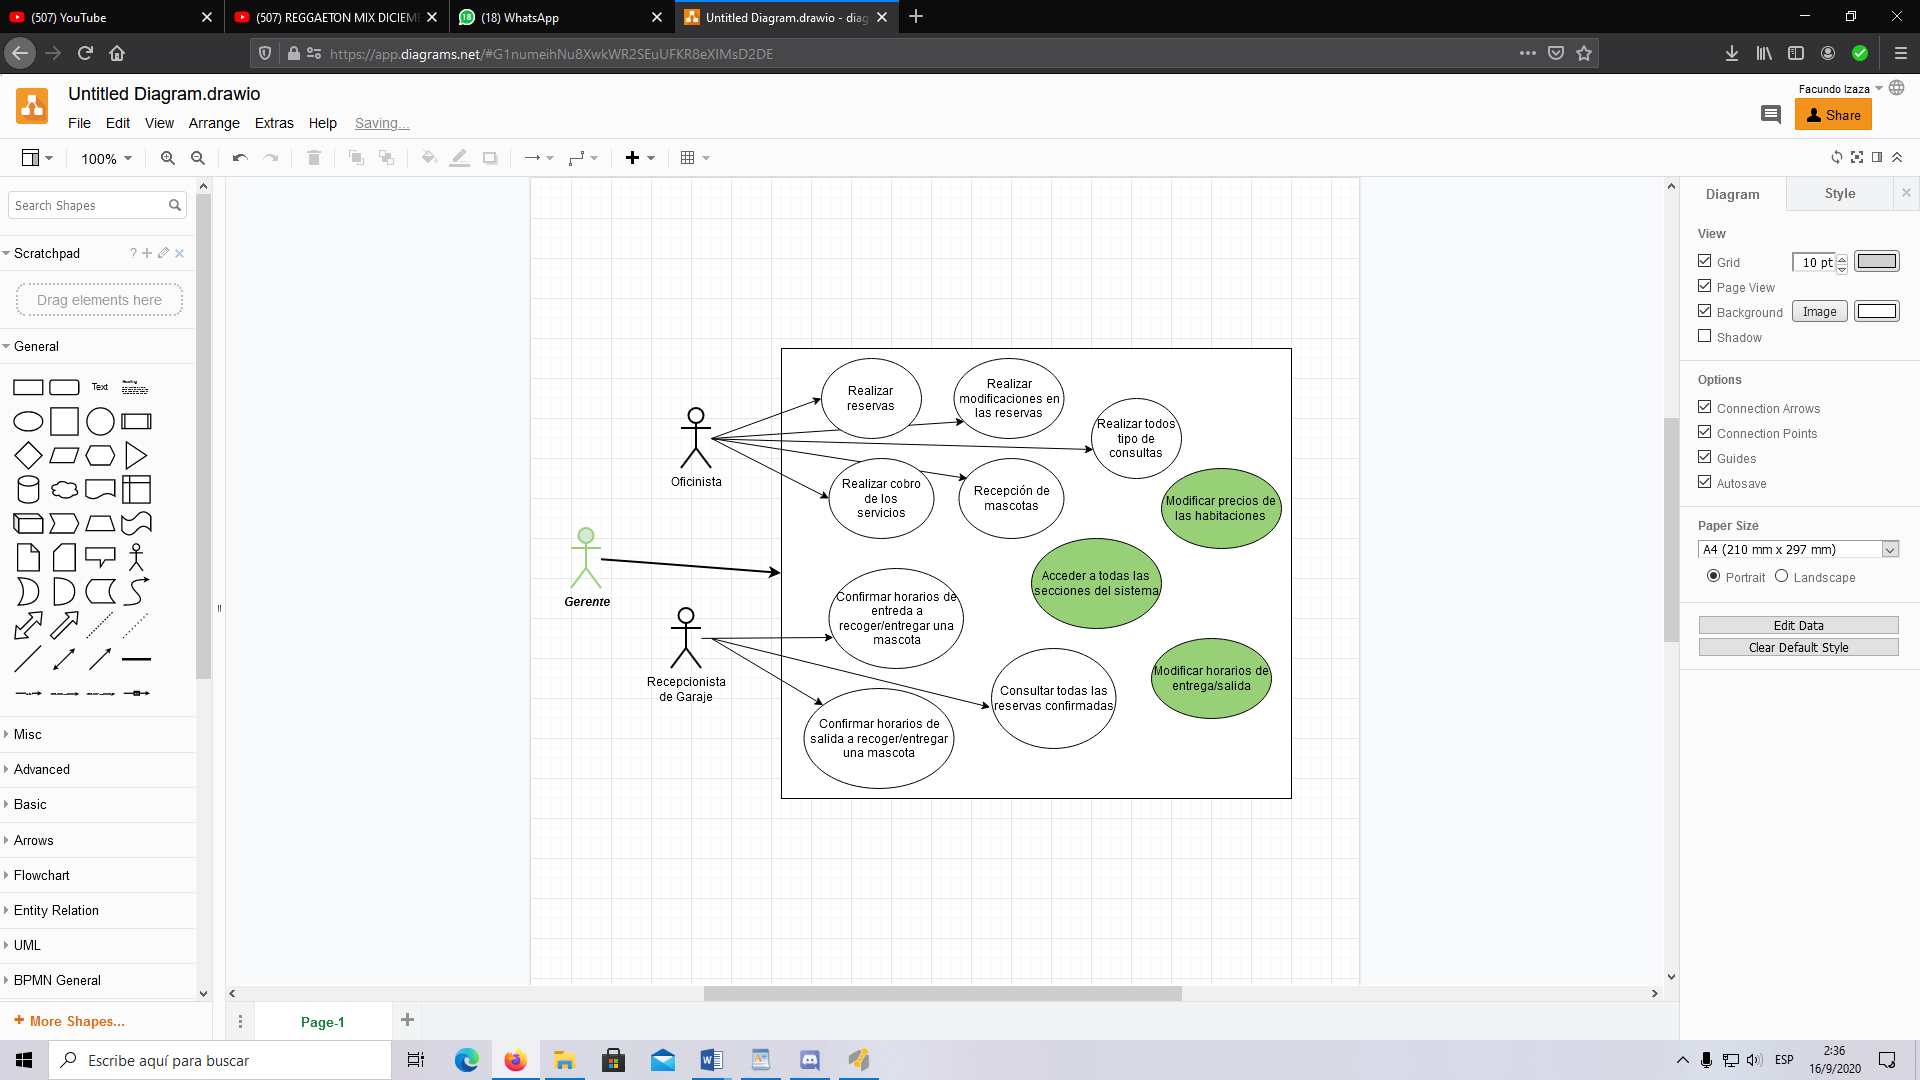 (507) YouTube
(507) REGGAETON MIX DICIEM
(18) WhatsApp
Untitled Diagram.drawio - diag
https://app.diagrams.net/#G1numeihNu8XwkWR2SEuUFKR8eXIMsD2DE
Untitled Diagram.drawio
Facundo Izaza
File Edit View Arrange Extras Help Saving...
Share
100%
Search Shapes
Scratchpad
Drag elements here
General
Text
Heading
Misc
Advanced
Basic
Arrows
Flowchart
Entity Relation
UML
BPMN General
+ More Shapes...
Oficinista
Gerente
Recepcionista
de Garaje
Realizar
reservas
Realizar
modificaciones en
las reservas
Realizar todos
tipo de
consultas
Realizar cobro
de los
servicios
Recepción de
mascotas
Modificar precios de
las habitaciones
Acceder a todas las
secciones del sistema
Confirmar horarios de
entreda a
recoger/entregar una
mascota
Consultar todas las
reservas confirmadas
Modificar horarios de
entrega/salida
Confirmar horarios de
salida a recoger/entregar
una mascota
Diagram
Style
View
Grid 10 pt
Page View
Background Image
Shadow
Options
Connection Arrows
Connection Points
Guides
Autosave
Paper Size
A4 (210 mm x 297 mm)
Portrait Landscape
Edit Data
Clear Default Style
Page-1
Escribe aquí para buscar
ESP
2:36
16/9/2020